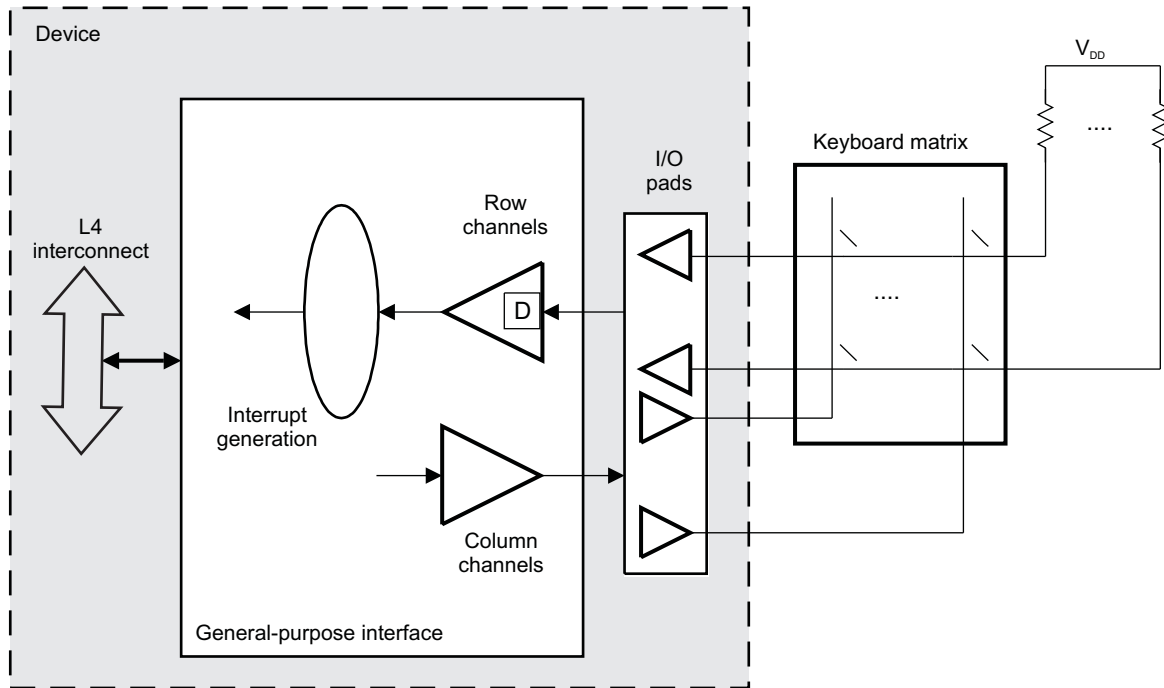 Device
V_DD
....
Keyboard matrix
I/O
pads
Row
channels
L4
interconnect
D
....
Interrupt
generation
Column
channels
General-purpose interface